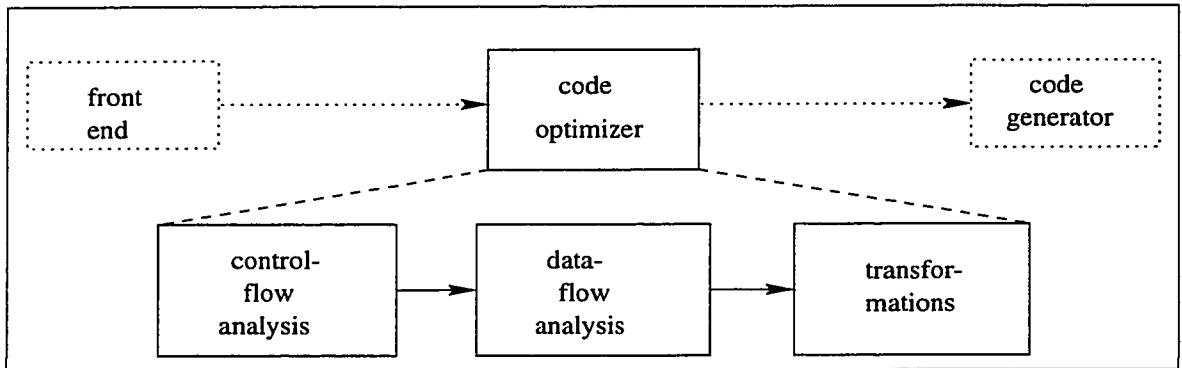 front
end
code
optimizer
code
generator
control-
flow
analysis
data-
flow
analysis
transfor-
mations